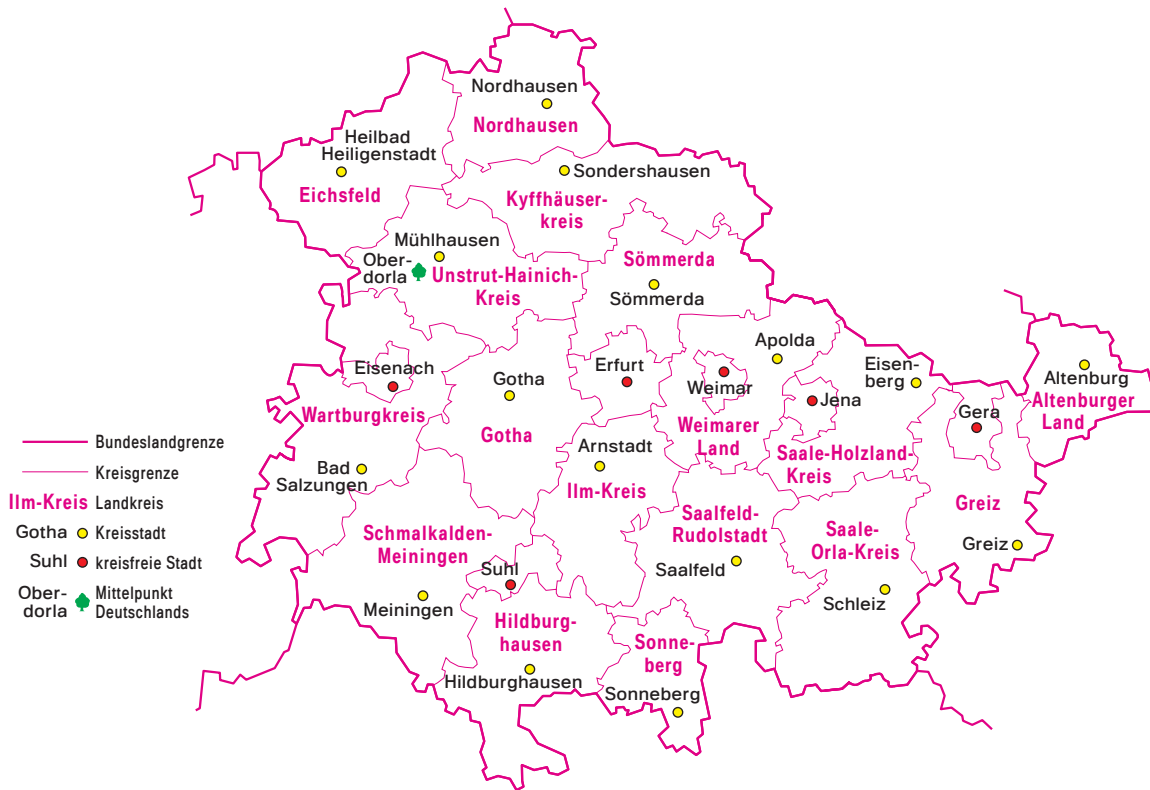 Nordhausen
Nordhausen
Heilbad
Heiligenstadt
Eichsfeld
Sondershausen
Kyffhäuser-
kreis
Mühlhausen
Ober-
dorla
Unstrut-Hainich-
Kreis
Sömmerda
Sömmerda
Eisenach
Wartburgkreis
Gotha
Gotha
Erfurt
Weimar
Apolda
Weimarer
Land
Jena
Eisen-
berg
Saale-Holzland-
Kreis
Gera
Altenburg
Altenburger
Land
Bad
Salzungen
Arnstadt
Ilm-Kreis
Schmalkalden-
Meiningen
Suhl
Meiningen
Saalfeld-
Rudolstadt
Saalfeld
Saale-
Orla-Kreis
Schleiz
Greiz
Greiz
Hildburg-
hausen
Hildburghausen
Sonne-
berg
Sonneberg
Bundeslandgrenze
Kreisgrenze
Ilm-Kreis Landkreis
Gotha Kreisstadt
Suhl kreisfreie Stadt
Ober-
dorla
Mittelpunkt
Deutschlands